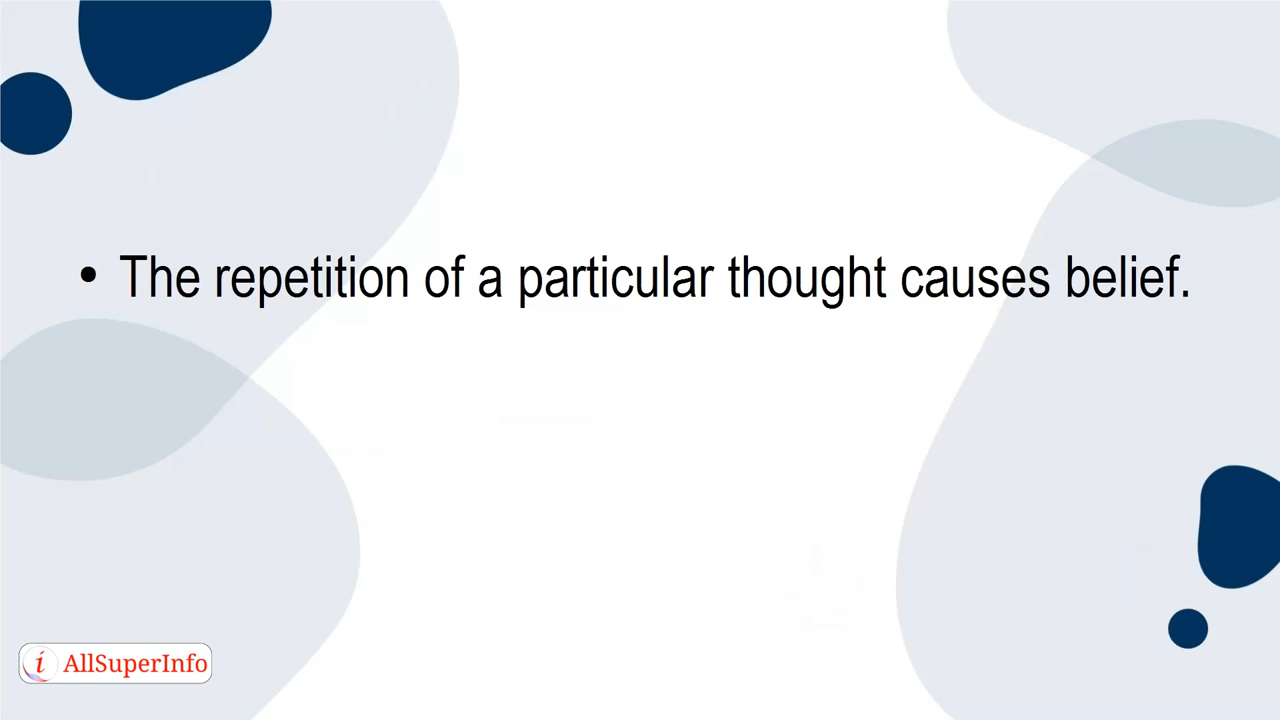 • The repetition of a particular thought causes belief.
i AllSuperInfo